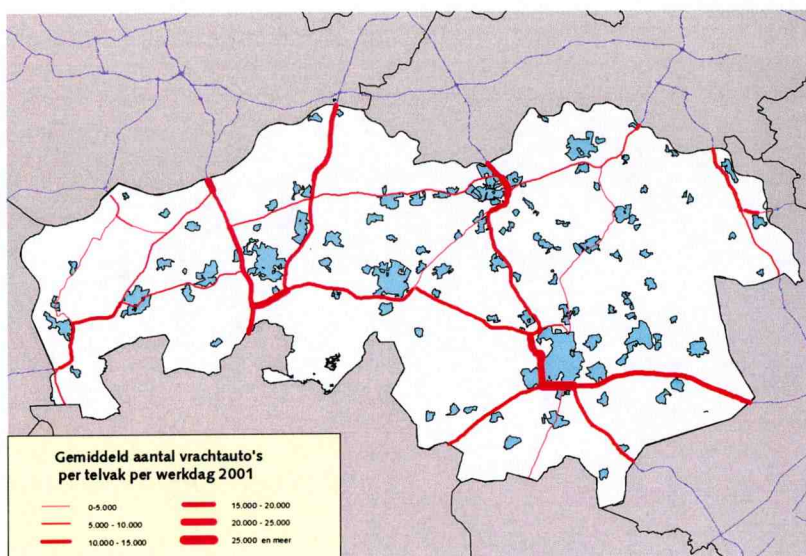 Gemiddeld aantal vrachtauto's
per telvak per werkdag 2001
0-5.000
5.000 - 10.000
10.000 - 15.000
15.000 - 20.000
20.000 - 25.000
25.000 en meer